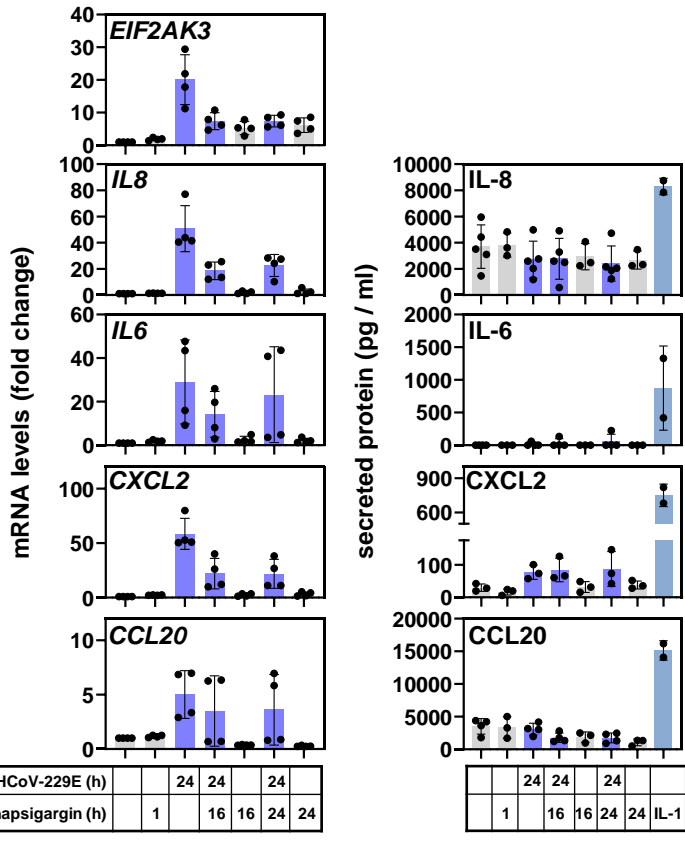 EIF2AK3
40
30
20
10
0
IL8
100
80
60
40
20
0
IL6
60
40
20
0
CXCL2
100
50
0
CCL20
10
5
0
mRNA levels (fold change)
HCoV-229E (h) 24 24 24
apsigargin (h) 1 16 16 24 24
IL-8
10000
8000
6000
4000
2000
0
IL-6
2000
1500
1000
500
0
CXCL2
900
600
100
0
CCL20
20000
15000
10000
5000
0
secreted protein (pg / ml)
24 24 24
1 16 16 24 24 IL-1